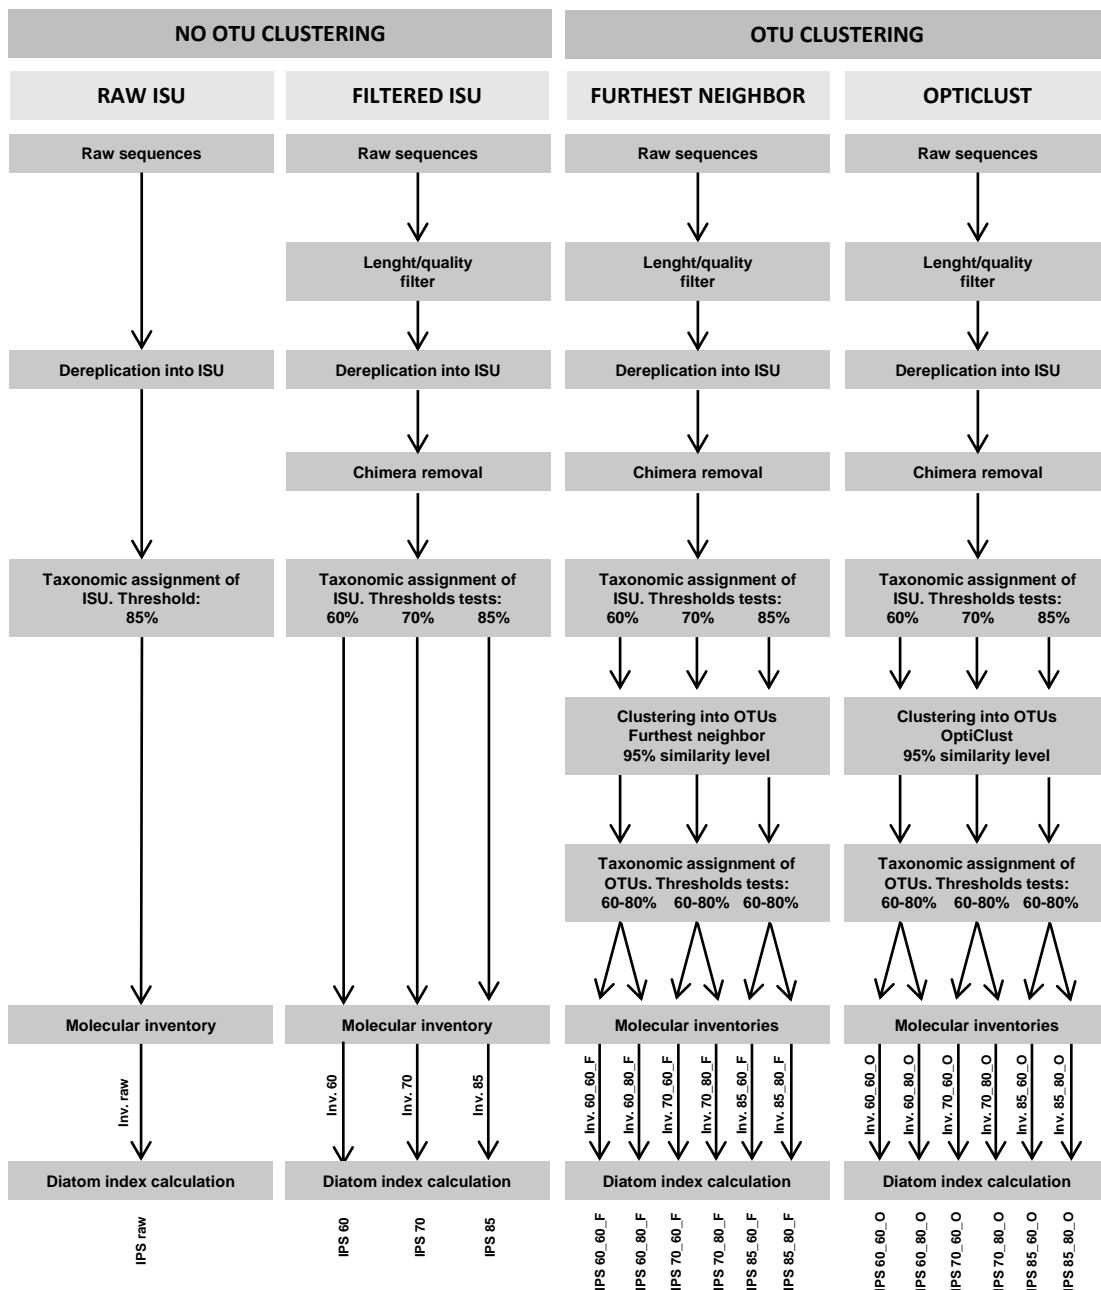 NO OTU CLUSTERING
OTU CLUSTERING
RAW ISU
FILTERED ISU
FURTHEST NEIGHBOR
OPTICLUST
Raw sequences
Raw sequences
Raw sequences
Raw sequences
Lenght/quality
filter
Lenght/quality
filter
Lenght/quality
filter
Dereplication into ISU
Dereplication into ISU
Dereplication into ISU
Dereplication into ISU
Chimera removal
Chimera removal
Chimera removal
Taxonomic assignment of
ISU. Threshold:
85%
Taxonomic assignment of
ISU. Thresholds tests:
60% 70% 85%
Taxonomic assignment of
ISU. Thresholds tests:
60% 70% 85%
Taxonomic assignment of
ISU. Thresholds tests:
60% 70% 85%
Clustering into OTUs
Furthest neighbor
95% similarity level
Clustering into OTUs
OptiClust
95% similarity level
Taxonomic assignment of
OTUs. Thresholds tests:
60-80% 60-80% 60-80%
Taxonomic assignment of
OTUs. Thresholds tests:
60-80% 60-80% 60-80%
Molecular inventory
Molecular inventory
Molecular inventories
Molecular inventories
Inv. raw
Inv. 60
Inv. 70
Inv. 85
Inv. 60_60_F
Inv. 60_80_F
Inv. 70_60_F
Inv. 70_80_F
Inv. 85_60_F
Inv. 85_80_F
Inv. 60_60_O
Inv. 60_80_O
Inv. 70_60_O
Inv. 70_80_O
Inv. 85_60_O
Inv. 85_80_O
Diatom index calculation
Diatom index calculation
Diatom index calculation
Diatom index calculation
IPS raw
IPS 60
IPS 70
IPS 85
IPS 60_60_F
IPS 60_80_F
IPS 70_60_F
IPS 70_80_F
IPS 85_60_F
IPS 85_80_F
IPS 60_60_O
IPS 60_80_O
IPS 70_60_O
IPS 70_80_O
IPS 85_60_O
IPS 85_80_O